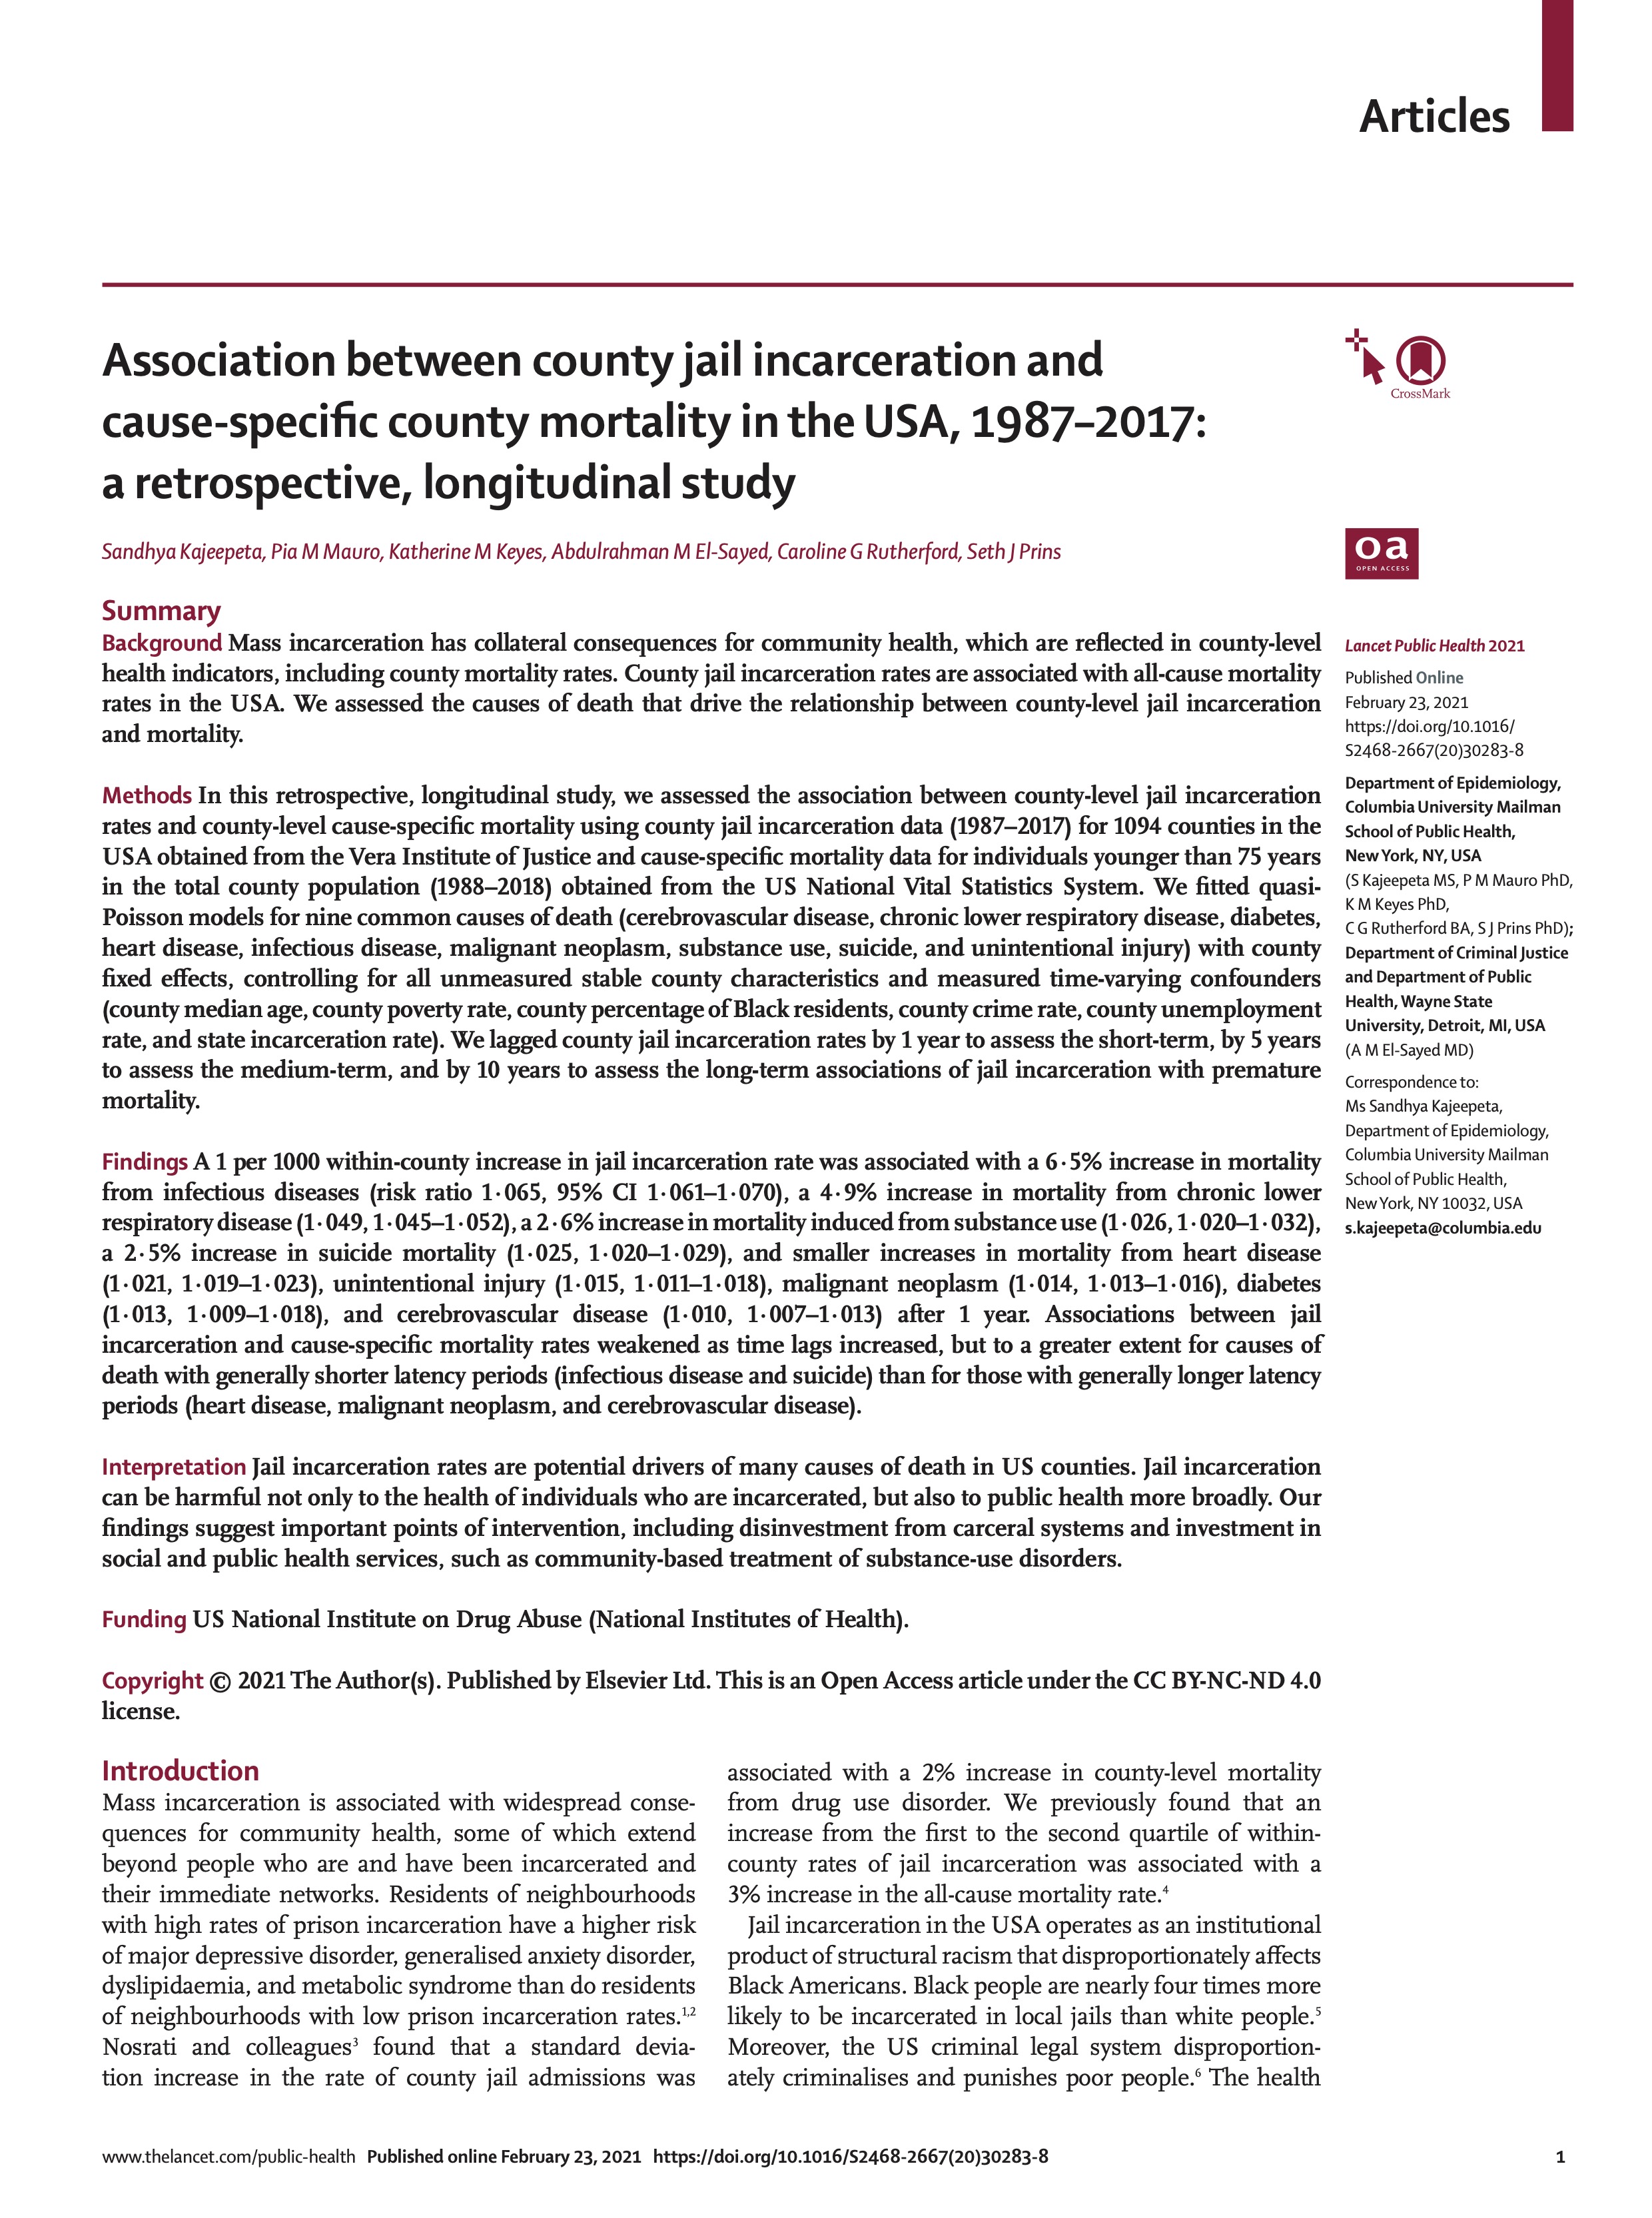 Articles
Association between county jail incarceration and
cause-specific county mortality in the USA, 1987–2017:
a retrospective, longitudinal study
CrossMark
Sandhya Kajeepeta, Pia M Mauro, Katherine M Keyes, Abdulrahman M El-Sayed, Caroline G Rutherford, Seth J Prins
oa
OPEN ACCESS
Summary
Background Mass incarceration has collateral consequences for community health, which are reflected in county-level
health indicators, including county mortality rates. County jail incarceration rates are associated with all-cause mortality
rates in the USA. We assessed the causes of death that drive the relationship between county-level jail incarceration
and mortality.
Methods In this retrospective, longitudinal study, we assessed the association between county-level jail incarceration
rates and county-level cause-specific mortality using county jail incarceration data (1987–2017) for 1094 counties in the
USA obtained from the Vera Institute of Justice and cause-specific mortality data for individuals younger than 75 years
in the total county population (1988–2018) obtained from the US National Vital Statistics System. We fitted quasi-
Poisson models for nine common causes of death (cerebrovascular disease, chronic lower respiratory disease, diabetes,
heart disease, infectious disease, malignant neoplasm, substance use, suicide, and unintentional injury) with county
fixed effects, controlling for all unmeasured stable county characteristics and measured time-varying confounders
(county median age, county poverty rate, county percentage of Black residents, county crime rate, county unemployment
rate, and state incarceration rate). We lagged county jail incarceration rates by 1 year to assess the short-term, by 5 years
to assess the medium-term, and by 10 years to assess the long-term associations of jail incarceration with premature
mortality.
Findings A 1 per 1000 within-county increase in jail incarceration rate was associated with a 6·5% increase in mortality
from infectious diseases (risk ratio 1·065, 95% CI 1·061–1·070), a 4·9% increase in mortality from chronic lower
respiratory disease (1·049, 1·045–1·052), a 2·6% increase in mortality induced from substance use (1·026, 1·020–1·032),
a 2·5% increase in suicide mortality (1·025, 1·020–1·029), and smaller increases in mortality from heart disease
(1·021, 1·019–1·023), unintentional injury (1·015, 1·011–1·018), malignant neoplasm (1·014, 1·013–1·016), diabetes
(1·013, 1·009–1·018), and cerebrovascular disease (1·010, 1·007–1·013) after 1 year. Associations between jail
incarceration and cause-specific mortality rates weakened as time lags increased, but to a greater extent for causes of
death with generally shorter latency periods (infectious disease and suicide) than for those with generally longer latency
periods (heart disease, malignant neoplasm, and cerebrovascular disease).
Interpretation Jail incarceration rates are potential drivers of many causes of death in US counties. Jail incarceration
can be harmful not only to the health of individuals who are incarcerated, but also to public health more broadly. Our
findings suggest important points of intervention, including disinvestment from carceral systems and investment in
social and public health services, such as community-based treatment of substance-use disorders.
Funding US National Institute on Drug Abuse (National Institutes of Health).
Copyright © 2021 The Author(s). Published by Elsevier Ltd. This is an Open Access article under the CC BY-NC-ND 4.0
license.
Lancet Public Health 2021
Published Online
February 23, 2021
https://doi.org/10.1016/
S2468-2667(20)30283-8
Department of Epidemiology,
Columbia University Mailman
School of Public Health,
New York, NY, USA
(S Kajeepeta MS, P M Mauro PhD,
K M Keyes PhD,
C G Rutherford BA, S J Prins PhD);
Department of Criminal Justice
and Department of Public
Health, Wayne State
University, Detroit, MI, USA
(A M El-Sayed MD)
Correspondence to:
Ms Sandhya Kajeepeta,
Department of Epidemiology,
Columbia University Mailman
School of Public Health,
New York, NY 10032, USA
s.kajeepeta@columbia.edu
Introduction
Mass incarceration is associated with widespread conse-
quences for community health, some of which extend
beyond people who are and have been incarcerated and
their immediate networks. Residents of neighbourhoods
with high rates of prison incarceration have a higher risk
of major depressive disorder, generalised anxiety disorder,
dyslipidaemia, and metabolic syndrome than do residents
of neighbourhoods with low prison incarceration rates.1,2
Nosrati and colleagues3 found that a standard devia-
tion increase in the rate of county jail admissions was
associated with a 2% increase in county-level mortality
from drug use disorder. We previously found that an
increase from the first to the second quartile of within-
county rates of jail incarceration was associated with a
3% increase in the all-cause mortality rate.4
Jail incarceration in the USA operates as an institutional
product of structural racism that disproportionately affects
Black Americans. Black people are nearly four times more
likely to be incarcerated in local jails than white people.5
Moreover, the US criminal legal system disproportion-
ately criminalises and punishes poor people.6 The health
www.thelancet.com/public-health Published online February 23, 2021 https://doi.org/10.1016/S2468-2667(20)30283-8
1